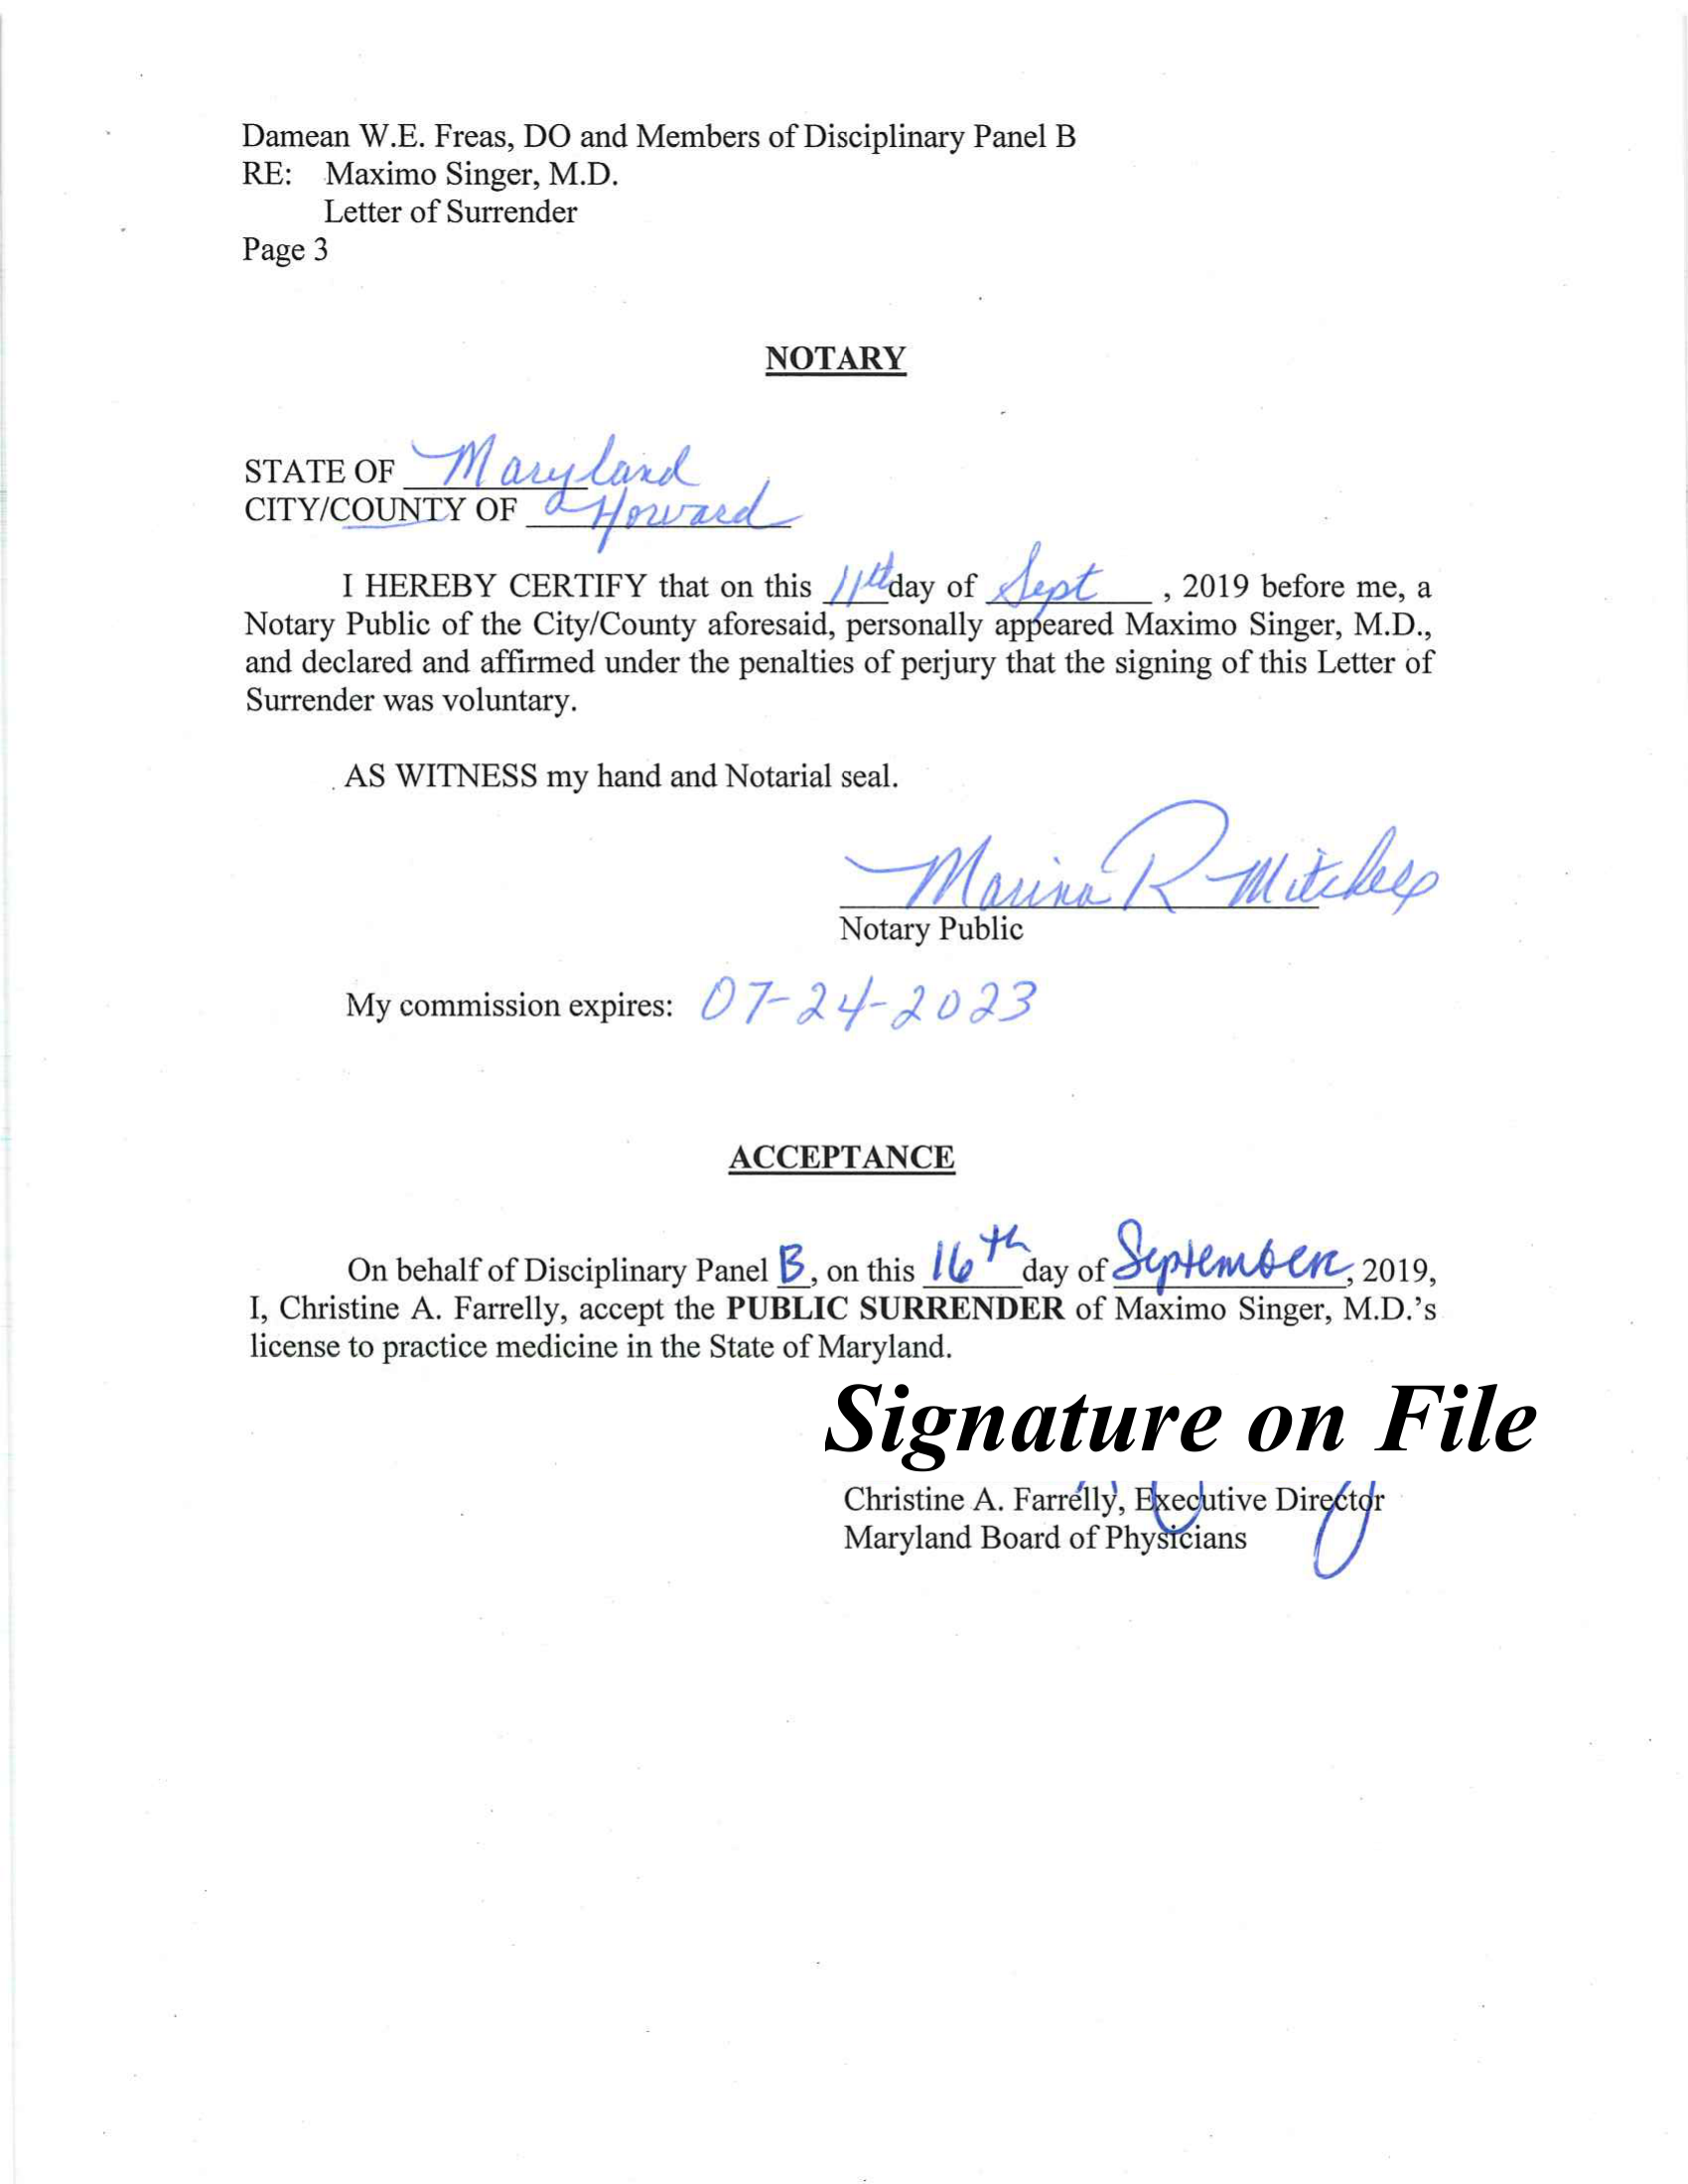 Damean W.E. Freas, DO and Members of Disciplinary Panel B
RE: Maximo Singer, M.D.
Letter of Surrender
Page 3
NOTARY
STATE OF Maryland
CITY/COUNTY OF Howard
I HEREBY CERTIFY that on this 11th day of Sept, 2019 before me, a
Notary Public of the City/County aforesaid, personally appeared Maximo Singer, M.D.,
and declared and affirmed under the penalties of perjury that the signing of this Letter of
Surrender was voluntary.
AS WITNESS my hand and Notarial seal.
Marina R Mitchell
Notary Public
My commission expires: 07-24-2023
ACCEPTANCE
On behalf of Disciplinary Panel B, on this 16th day of September, 2019,
I, Christine A. Farrelly, accept the PUBLIC SURRENDER of Maximo Singer, M.D.'s
license to practice medicine in the State of Maryland.
Signature on File
Christine A. Farrelly, Executive Director
Maryland Board of Physicians